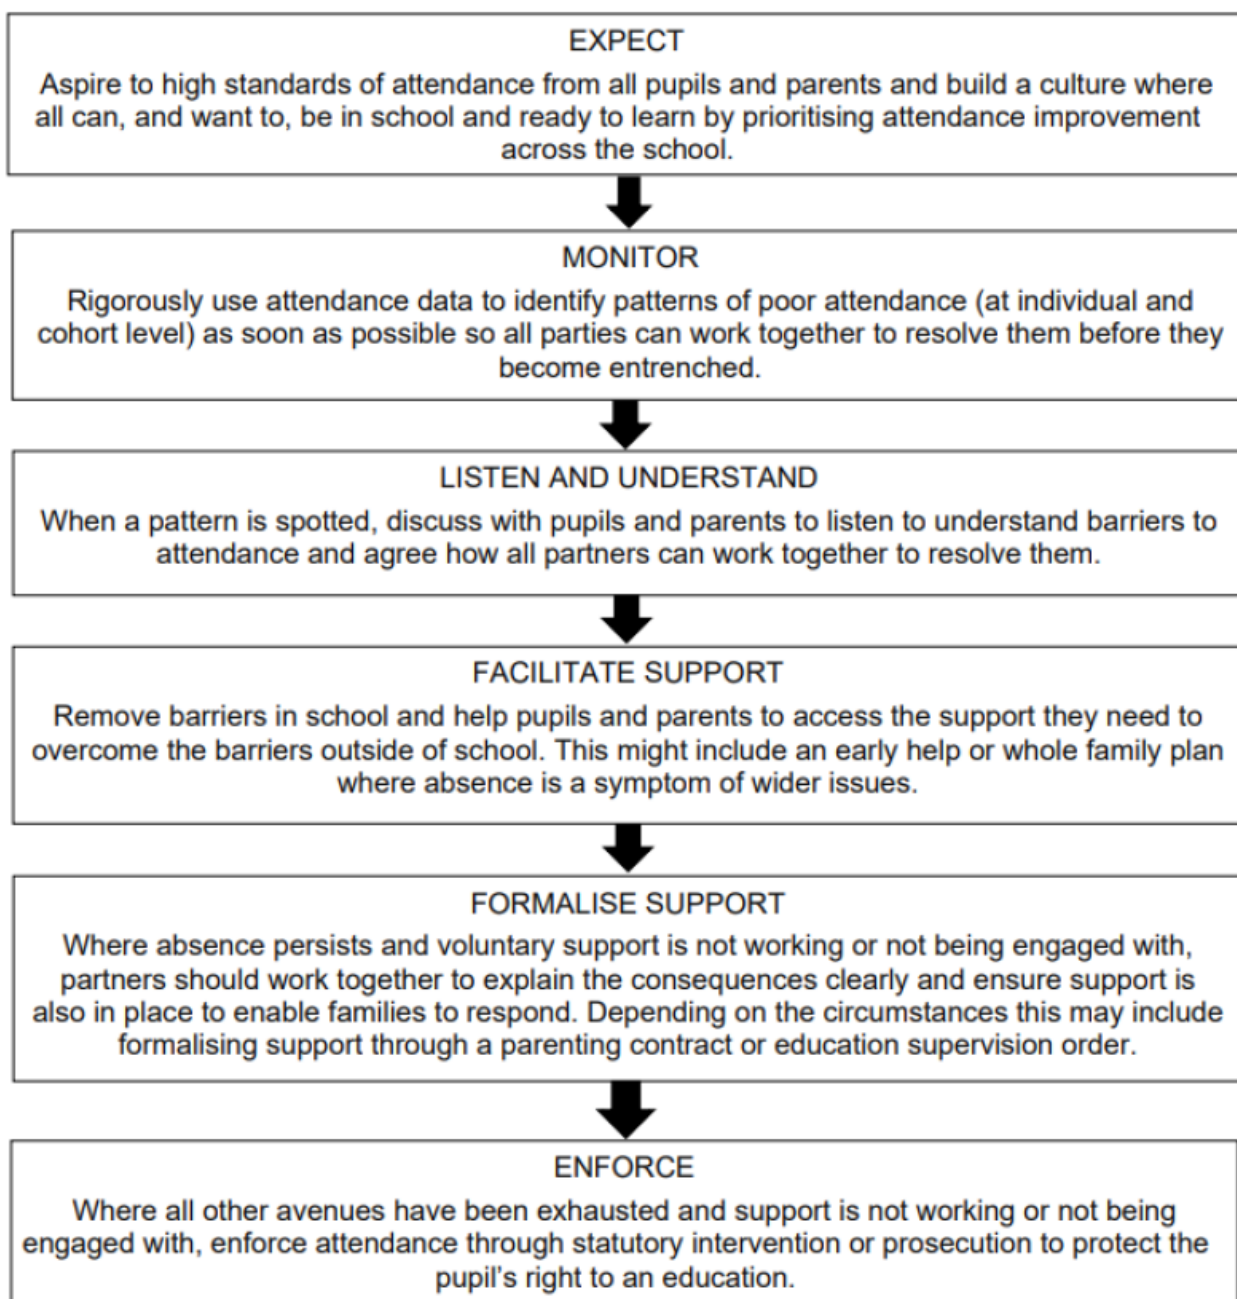 EXPECT
Aspire to high standards of attendance from all pupils and parents and build a culture where
all can, and want to, be in school and ready to learn by prioritising attendance improvement
across the school.
MONITOR
Rigorously use attendance data to identify patterns of poor attendance (at individual and
cohort level) as soon as possible so all parties can work together to resolve them before they
become entrenched.
LISTEN AND UNDERSTAND
When a pattern is spotted, discuss with pupils and parents to listen to understand barriers to
attendance and agree how all partners can work together to resolve them.
FACILITATE SUPPORT
Remove barriers in school and help pupils and parents to access the support they need to
overcome the barriers outside of school. This might include an early help or whole family plan
where absence is a symptom of wider issues.
FORMALISE SUPPORT
Where absence persists and voluntary support is not working or not being engaged with,
partners should work together to explain the consequences clearly and ensure support is
also in place to enable families to respond. Depending on the circumstances this may include
formalising support through a parenting contract or education supervision order.
ENFORCE
Where all other avenues have been exhausted and support is not working or not being
engaged with, enforce attendance through statutory intervention or prosecution to protect the
pupil's right to an education.